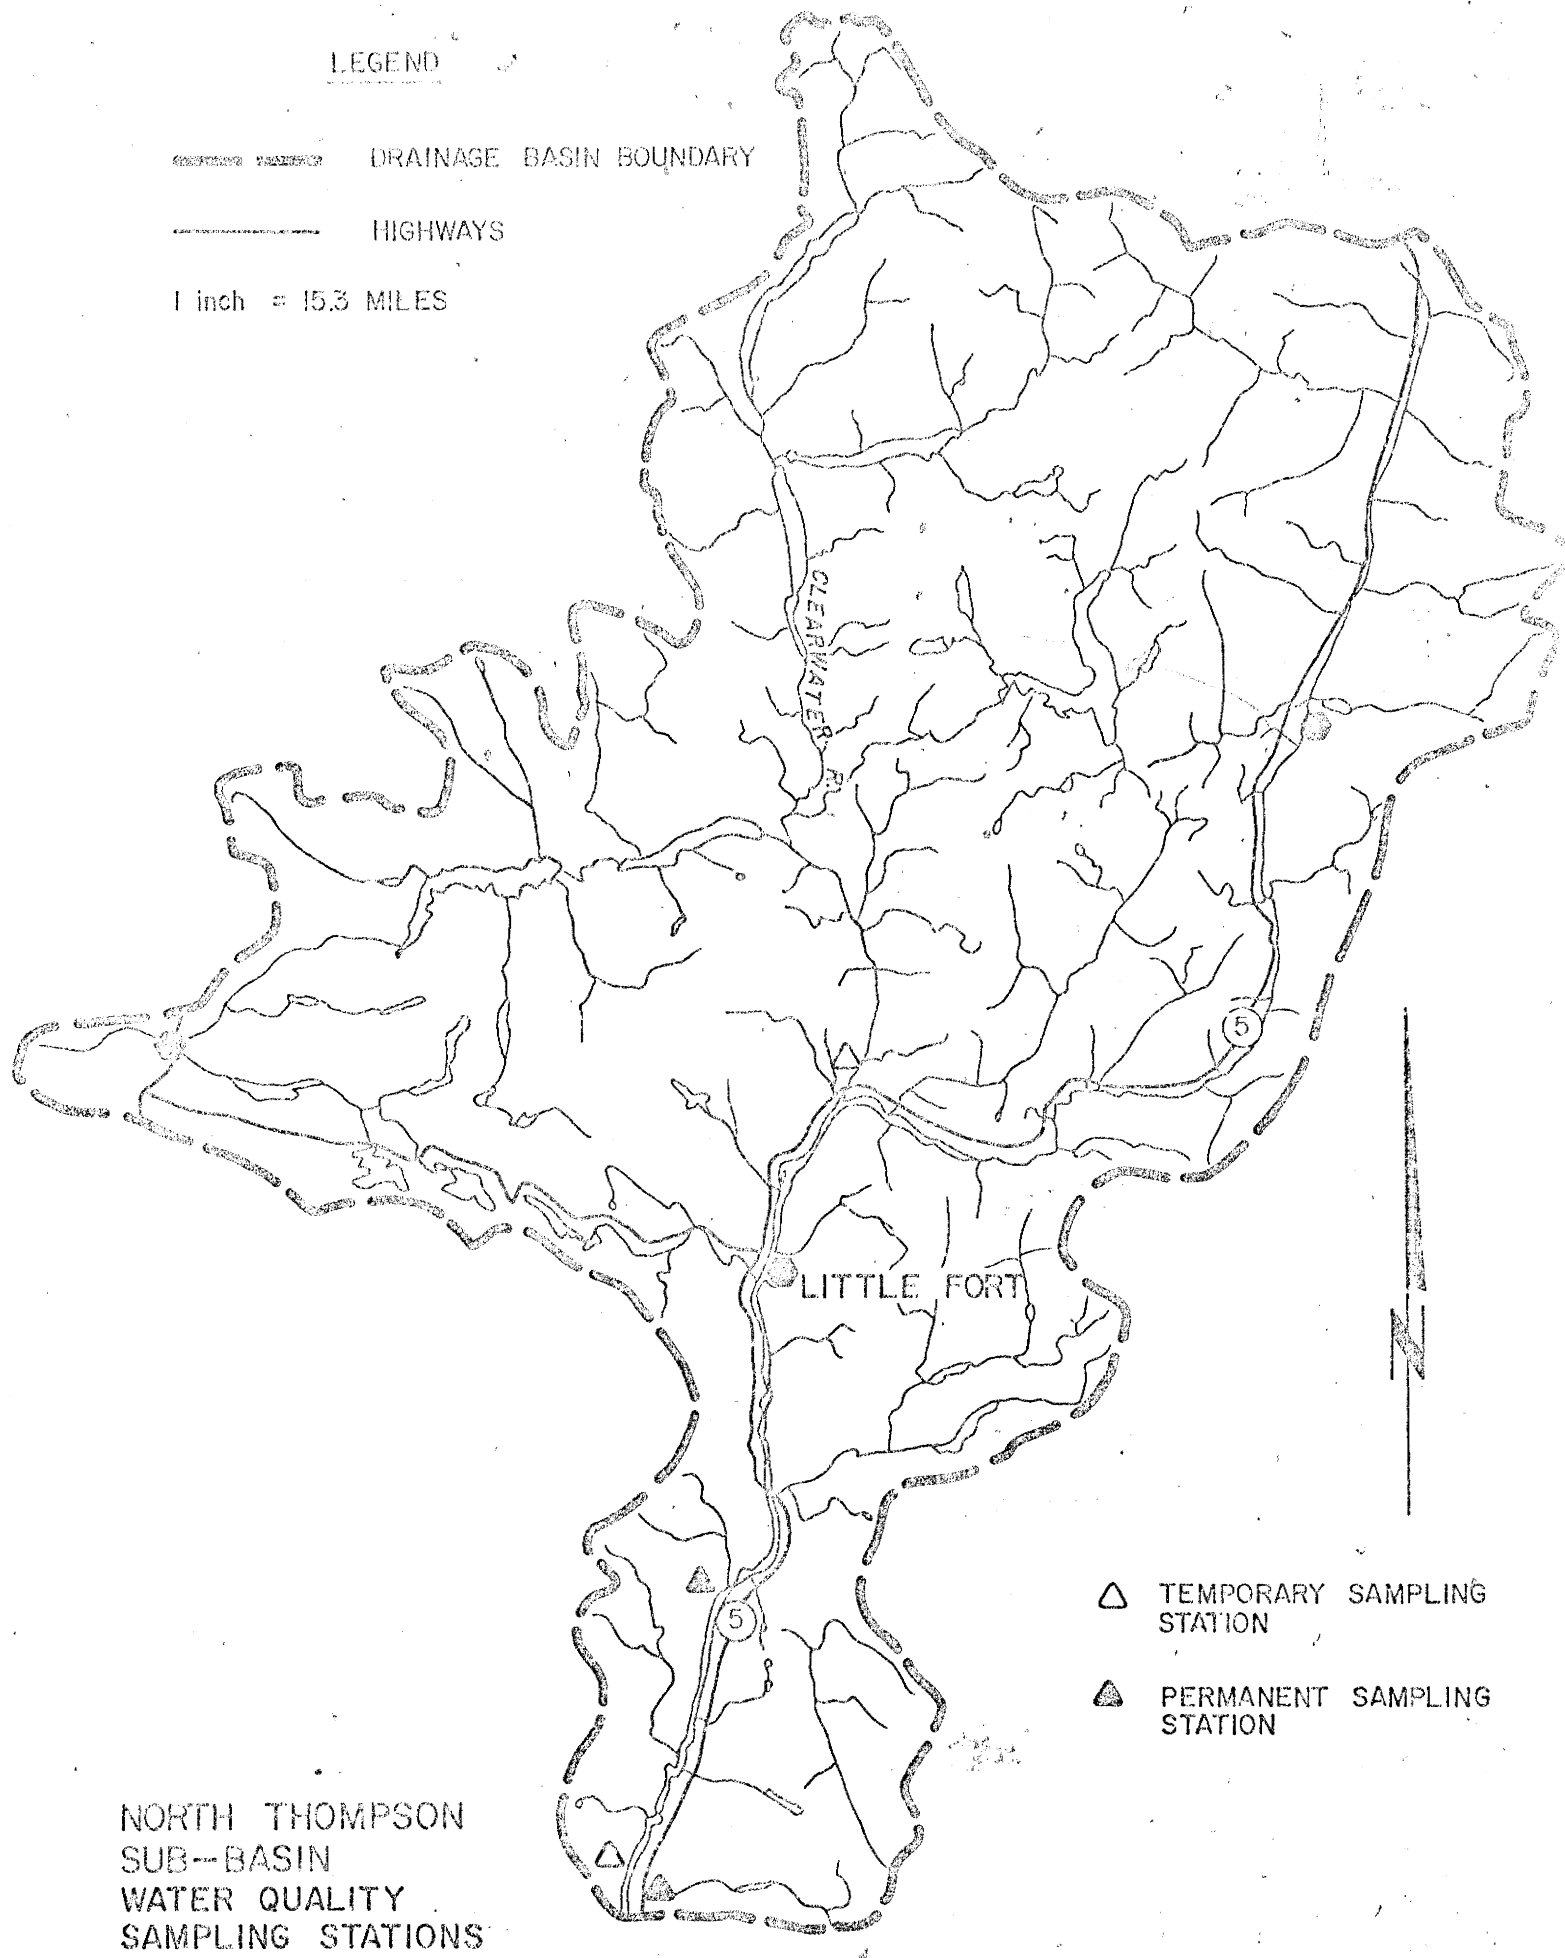 LEGEND
DRAINAGE BASIN BOUNDARY
HIGHWAYS
1 inch = 15.3 MILES
CLEARWATER R.
5
LITTLE FORT
N
5
TEMPORARY SAMPLING
STATION
PERMANENT SAMPLING
STATION
NORTH THOMPSON
SUB-BASIN
WATER QUALITY
SAMPLING STATIONS